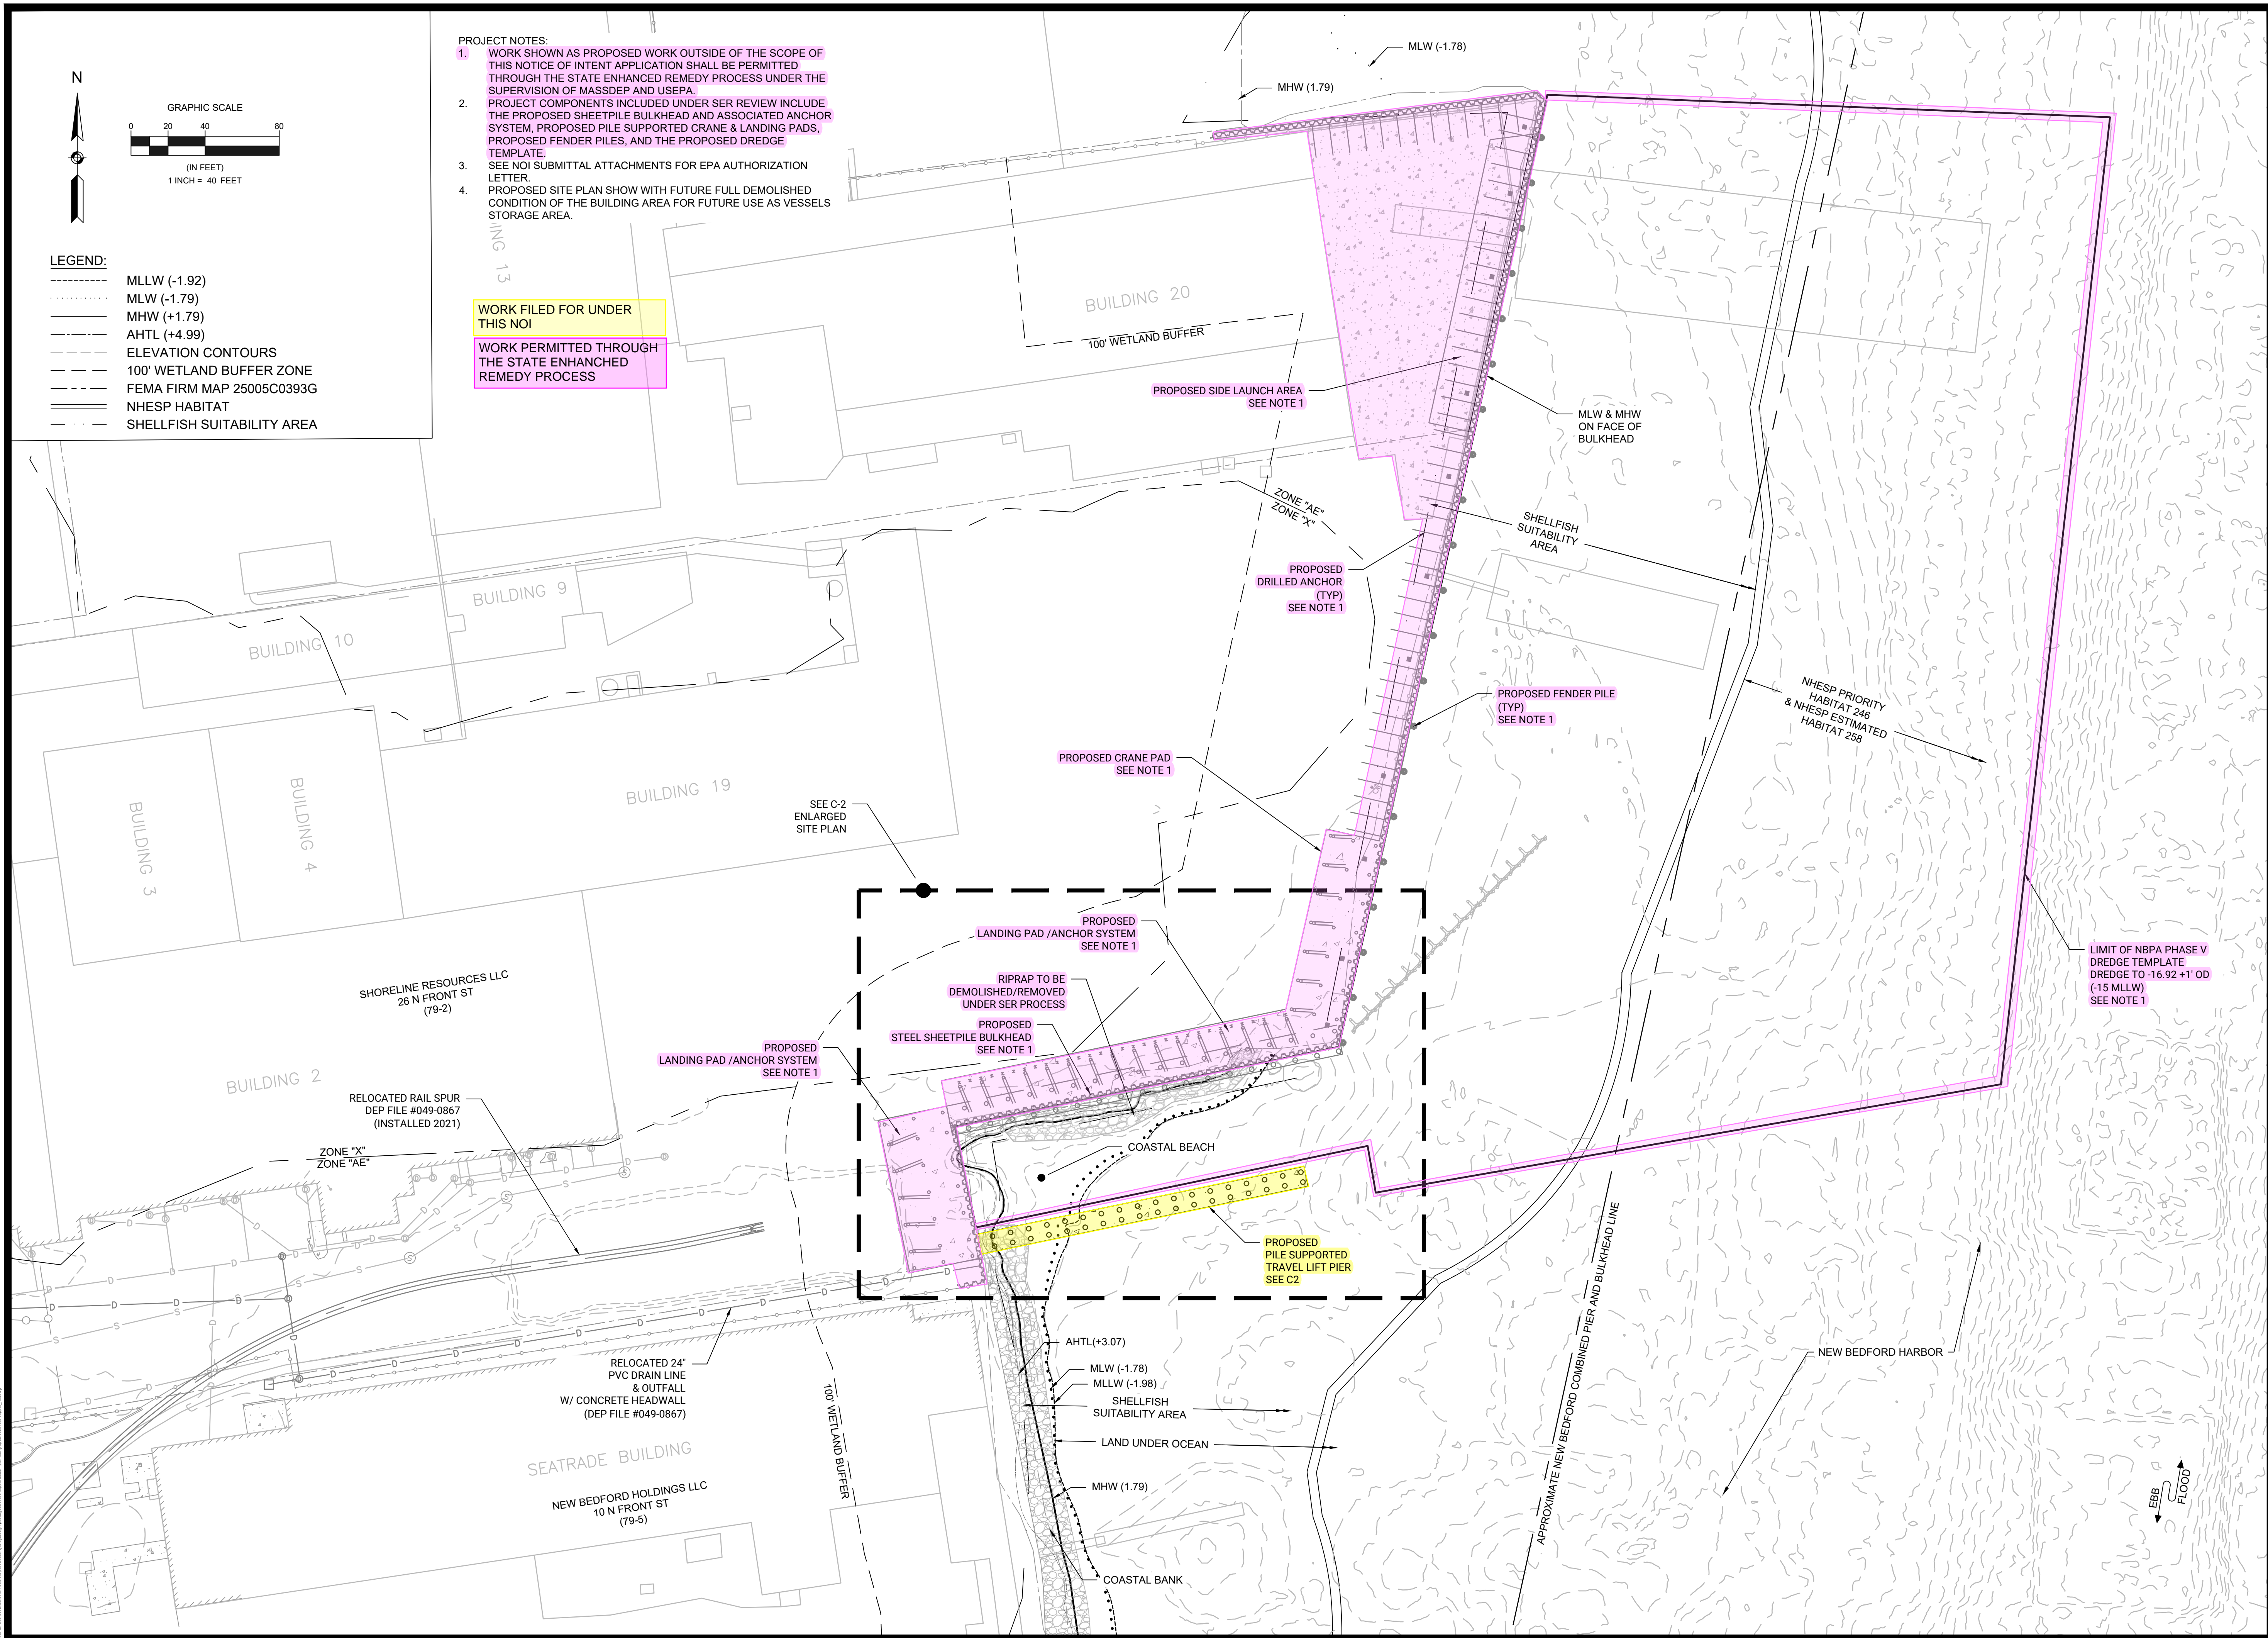 N
GRAPHIC SCALE
0 20 40 80
(IN FEET)
1 INCH = 40 FEET
LEGEND:
MLLW (-1.92)
MLW (-1.79)
MHW (+1.79)
AHTL (+4.99)
ELEVATION CONTOURS
100' WETLAND BUFFER ZONE
FEMA FIRM MAP 25005C0393G
NHESP HABITAT
SHELLFISH SUITABILITY AREA
PROJECT NOTES:
1. WORK SHOWN AS PROPOSED WORK OUTSIDE OF THE SCOPE OF
THIS NOTICE OF INTENT APPLICATION SHALL BE PERMITTED
THROUGH THE STATE ENHANCED REMEDY PROCESS UNDER THE
SUPERVISION OF MASSDEP AND USEPA.
2. PROJECT COMPONENTS INCLUDED UNDER SER REVIEW INCLUDE
THE PROPOSED SHEETPILE BULKHEAD AND ASSOCIATED ANCHOR
SYSTEM, PROPOSED PILE SUPPORTED CRANE & LANDING PADS,
PROPOSED FENDER PILES, AND THE PROPOSED DREDGE
TEMPLATE.
3. SEE NOI SUBMITTAL ATTACHMENTS FOR EPA AUTHORIZATION
LETTER.
4. PROPOSED SITE PLAN SHOW WITH FUTURE FULL DEMOLISHED
CONDITION OF THE BUILDING AREA FOR FUTURE USE AS VESSELS
STORAGE AREA.
ING 13
WORK FILED FOR UNDER
THIS NOI
WORK PERMITTED THROUGH
THE STATE ENHANCHED
REMEDY PROCESS
MLW (-1.78)
MHW (1.79)
BUILDING 20
100' WETLAND BUFFER
PROPOSED SIDE LAUNCH AREA
SEE NOTE 1
MLW & MHW
ON FACE OF
BULKHEAD
ZONE "AE"
ZONE "X"
SHELLFISH
SUITABILITY
AREA
PROPOSED
DRILLED ANCHOR
(TYP)
SEE NOTE 1
BUILDING 9
BUILDING 10
PROPOSED FENDER PILE
(TYP)
SEE NOTE 1
NHESP PRIORITY
HABITAT 246
& NHESP ESTIMATED
HABITAT 258
PROPOSED CRANE PAD
SEE NOTE 1
BUILDING 19
BUILDING 3
BUILDING 4
SEE C-2
ENLARGED
SITE PLAN
PROPOSED
LANDING PAD /ANCHOR SYSTEM
SEE NOTE 1
RIPRAP TO BE
DEMOLISHED/REMOVED
UNDER SER PROCESS
PROPOSED
STEEL SHEETPILE BULKHEAD
SEE NOTE 1
LIMIT OF NBPA PHASE V
DREDGE TEMPLATE
DREDGE TO -16.92 +1' OD
(-15 MLLW)
SEE NOTE 1
SHORELINE RESOURCES LLC
26 N FRONT ST
(79-2)
PROPOSED
LANDING PAD /ANCHOR SYSTEM
SEE NOTE 1
BUILDING 2
RELOCATED RAIL SPUR
DEP FILE #049-0867
(INSTALLED 2021)
ZONE "X"
ZONE "AE"
COASTAL BEACH
PROPOSED
PILE SUPPORTED
TRAVEL LIFT PIER
SEE C2
APPROXIMATE NEW BEDFORD COMBINED PIER AND BULKHEAD LINE
NEW BEDFORD HARBOR
AHTL(+3.07)
MLW (-1.78)
MLLW (-1.98)
SHELLFISH
SUITABILITY AREA
LAND UNDER OCEAN
MHW (1.79)
COASTAL BANK
RELOCATED 24"
PVC DRAIN LINE
& OUTFALL
W/ CONCRETE HEADWALL
(DEP FILE #049-0867)
100' WETLAND BUFFER
SEATRADE BUILDING
NEW BEDFORD HOLDINGS LLC
10 N FRONT ST
(79-5)
EBB
FLOOD